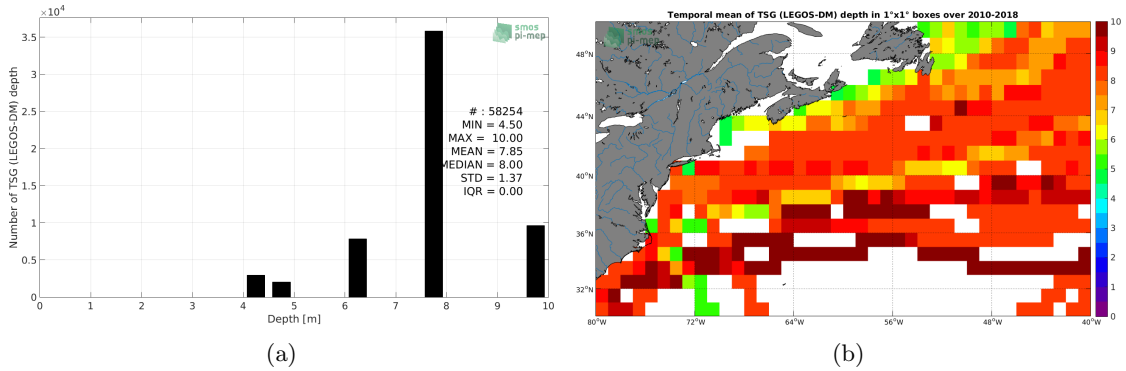 ×10⁴
3.5
3
2.5
2
1.5
1
0.5
0
Number of TSG (LEGOS-DM) depth
smos
pi-mep
# : 58254
MIN = 4.50
MAX = 10.00
MEAN = 7.85
MEDIAN = 8.00
STD = 1.37
IQR = 0.00
0 1 2 3 4 5 6 7 8 9 10
Depth [m]
(a)
Temporal mean of TSG (LEGOS-DM) depth in 1°x1° boxes over 2010-2018
smos
pi-mep
48°N
44°N
40°N
36°N
32°N
80°W 72°W 64°W 56°W 48°W 40°W
10
9
8
7
6
5
4
3
2
1
0
(b)